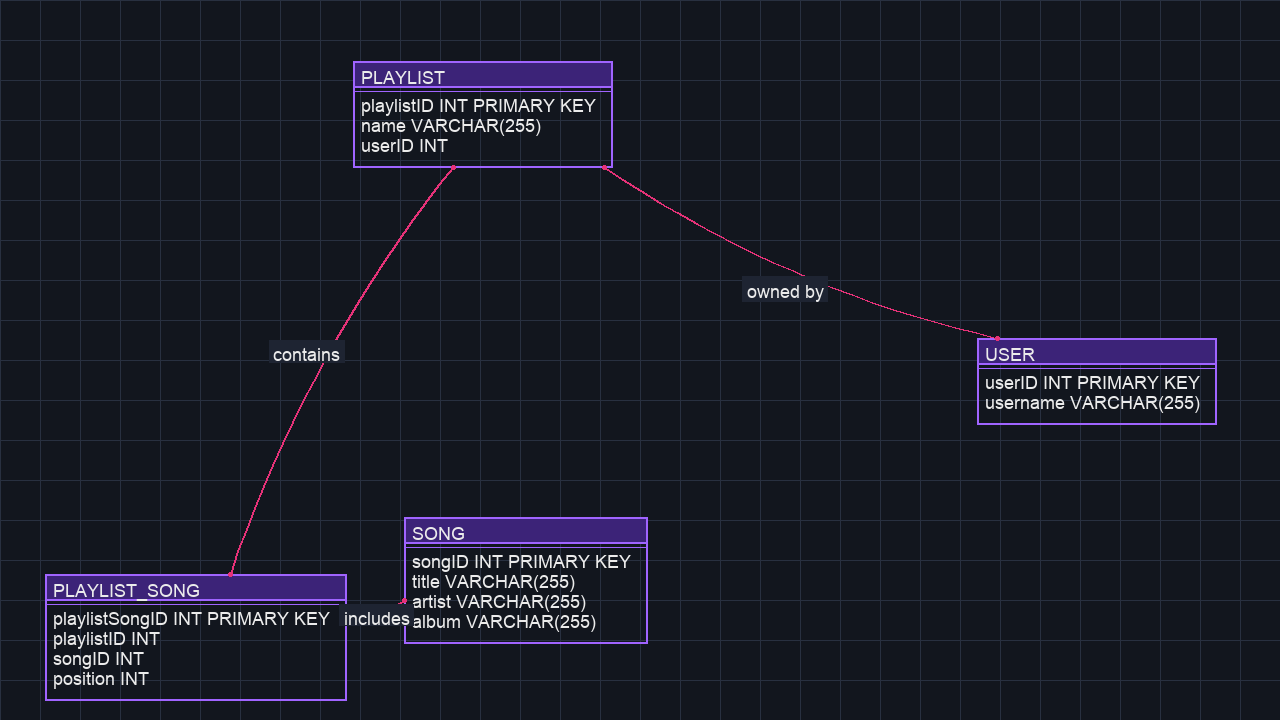 PLAYLIST
playlistID INT PRIMARY KEY
name VARCHAR(255)
userID INT
owned by
USER
userID INT PRIMARY KEY
username VARCHAR(255)
contains
SONG
songID INT PRIMARY KEY
title VARCHAR(255)
artist VARCHAR(255)
album VARCHAR(255)
PLAYLIST_SONG
playlistSongID INT PRIMARY KEY
playlistID INT
songID INT
position INT
includes